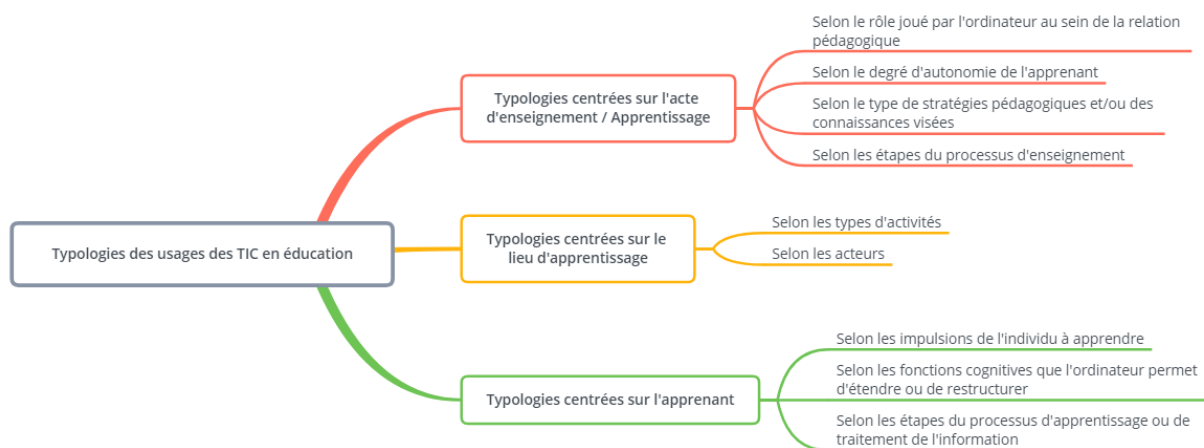 Typologies des usages des TIC en éducation
Typologies centrées sur l'acte
d'enseignement / Apprentissage
Selon le rôle joué par l'ordinateur au sein de la relation
pédagogique
Selon le degré d'autonomie de l'apprenant
Selon le type de stratégies pédagogiques et/ou des
connaissances visées
Selon les étapes du processus d'enseignement
Typologies centrées sur le
lieu d'apprentissage
Selon les types d'activités
Selon les acteurs
Typologies centrées sur l'apprenant
Selon les impulsions de l'individu à apprendre
Selon les fonctions cognitives que l'ordinateur permet
d'étendre ou de restructurer
Selon les étapes du processus d'apprentissage ou de
traitement de l'information